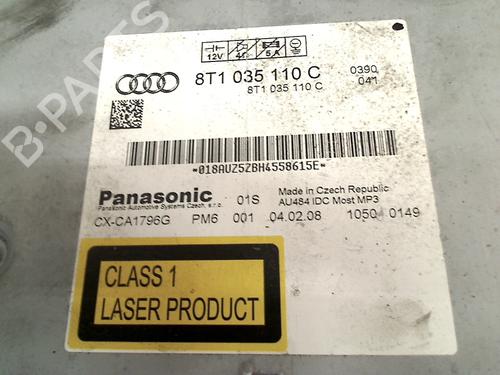 12V 4Ω 5A
8T1 035 110 C 0390
8T1 035 110 C 041
*018AUZ5ZBH4558615E*
Panasonic 01S Made in Czech Republic
Panasonic Automotive Systems Czech, s.r.o. AU484 IDC Most MP3
CX-CA1796G PM6 001 04.02.08 1050 0149
CLASS 1
LASER PRODUCT
B-PARTS